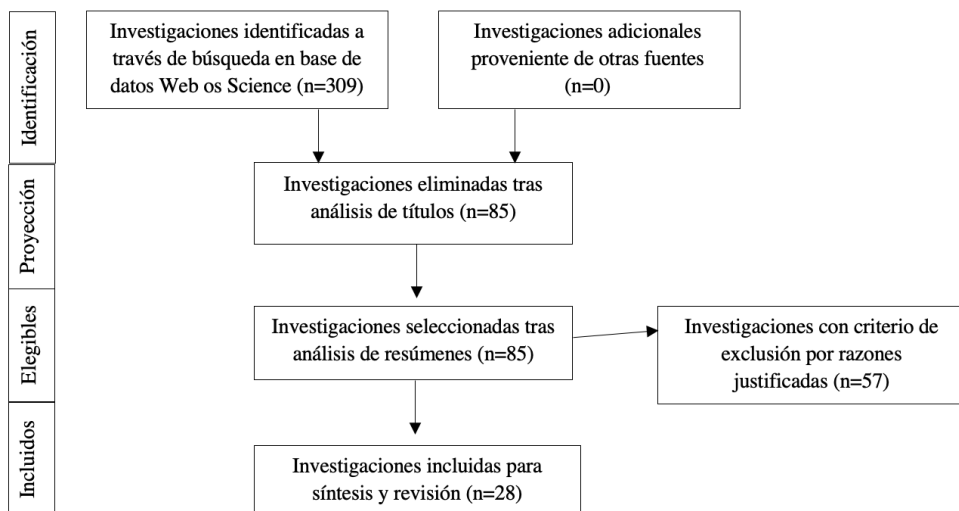 Identificación
Investigaciones identificadas a
través de búsqueda en base de
datos Web os Science (n=309)
Investigaciones adicionales
proveniente de otras fuentes
(n=0)
Proyección
Investigaciones eliminadas tras
análisis de títulos (n=85)
Elegibles
Investigaciones seleccionadas tras
análisis de resúmenes (n=85)
Investigaciones con criterio de
exclusión por razones
justificadas (n=57)
Incluidos
Investigaciones incluidas para
síntesis y revisión (n=28)